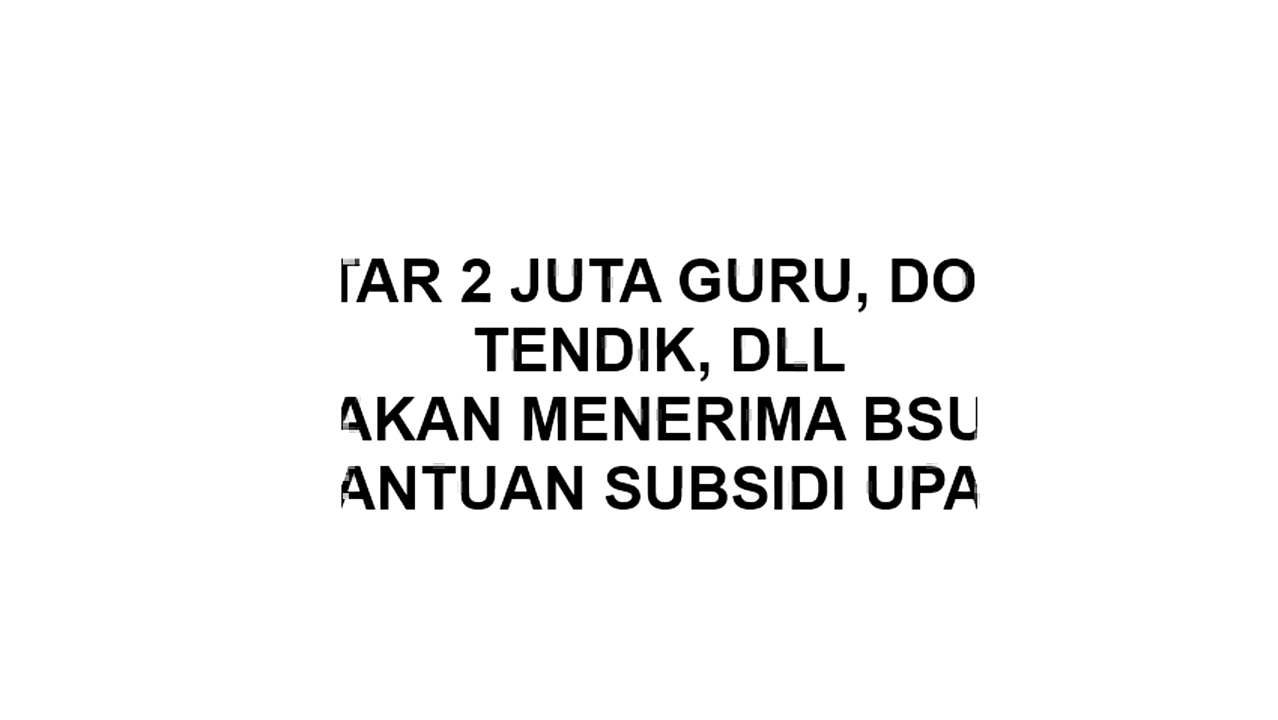 TAR 2 JUTA GURU, DO
TENDIK, DLL
AKAN MENERIMA BSU
ANTUAN SUBSIDI UPA